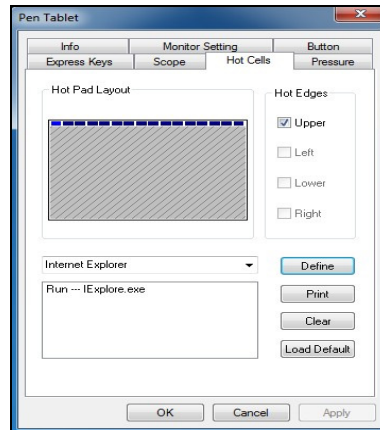 Pen Tablet
Info Monitor Setting Button
Express Keys Scope Hot Cells Pressure
Hot Pad Layout
Hot Edges
Upper
Left
Lower
Right
Internet Explorer
Define
Run --- IExplore.exe
Print
Clear
Load Default
OK Cancel Apply